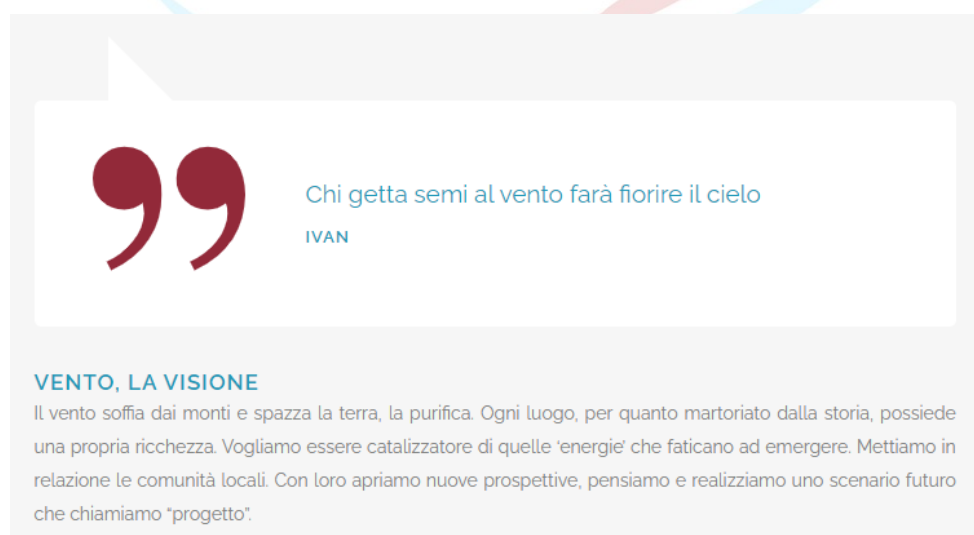 ”
Chi getta semi al vento farà fiorire il cielo
IVAN
VENTO, LA VISIONE
Il vento soffia dai monti e spazza la terra, la purifica. Ogni luogo, per quanto martoriato dalla storia, possiede
una propria ricchezza. Vogliamo essere catalizzatore di quelle ‘energie’ che faticano ad emergere. Mettiamo in
relazione le comunità locali. Con loro apriamo nuove prospettive, pensiamo e realizziamo uno scenario futuro
che chiamiamo “progetto”.